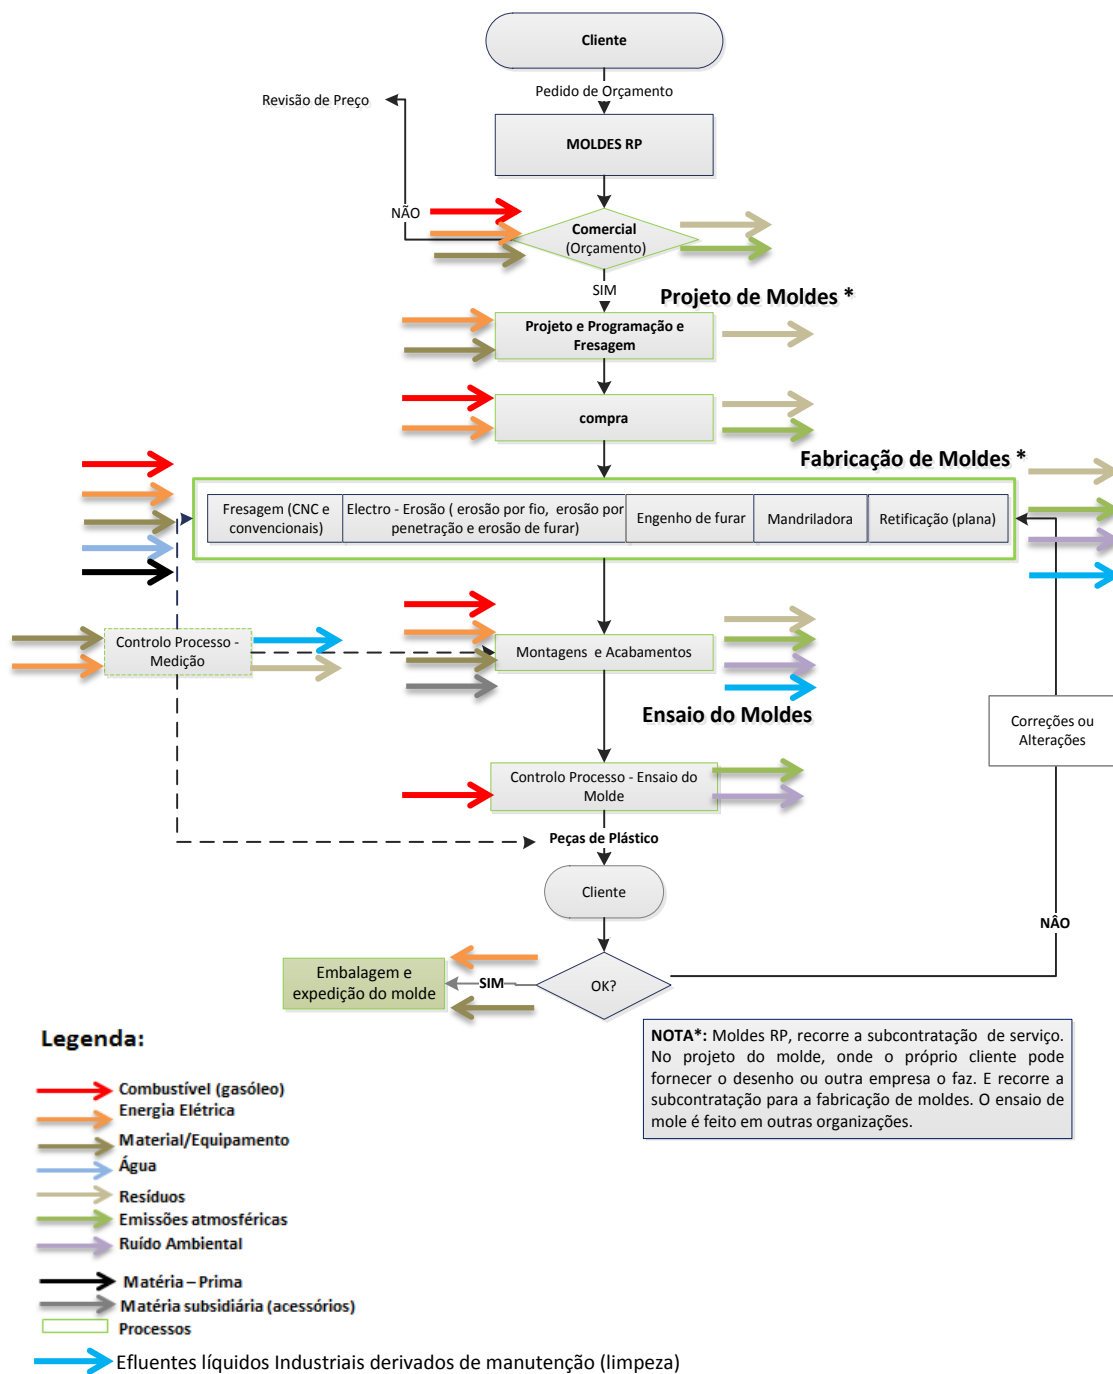 Cliente
Pedido de Orçamento
Revisão de Preço
MOLDES RP
NÃO
Comercial
(Orçamento)
SIM
Projeto de Moldes *
Projeto e Programação e
Fresagem
compra
Fabricação de Moldes *
Fresagem (CNC e
convencionais)
Electro - Erosão ( erosão por fio, erosão por
penetração e erosão de furar)
Engenho de furar
Mandriladora
Retificação (plana)
Controlo Processo -
Medição
Montagens e Acabamentos
Ensaio do Moldes
Correções ou
Alterações
Controlo Processo - Ensaio do
Molde
Peças de Plástico
Cliente
NÂO
Embalagem e
expedição do molde
SIM
OK?
NOTA*: Moldes RP, recorre a subcontratação de serviço.
No projeto do molde, onde o próprio cliente pode
fornecer o desenho ou outra empresa o faz. E recorre a
subcontratação para a fabricação de moldes. O ensaio de
mole é feito em outras organizações.
Legenda:
Combustível (gasóleo)
Energia Elétrica
Material/Equipamento
Água
Resíduos
Emissões atmosféricas
Ruído Ambiental
Matéria – Prima
Matéria subsidiária (acessórios)
Processos
Efluentes líquidos Industriais derivados de manutenção (limpeza)